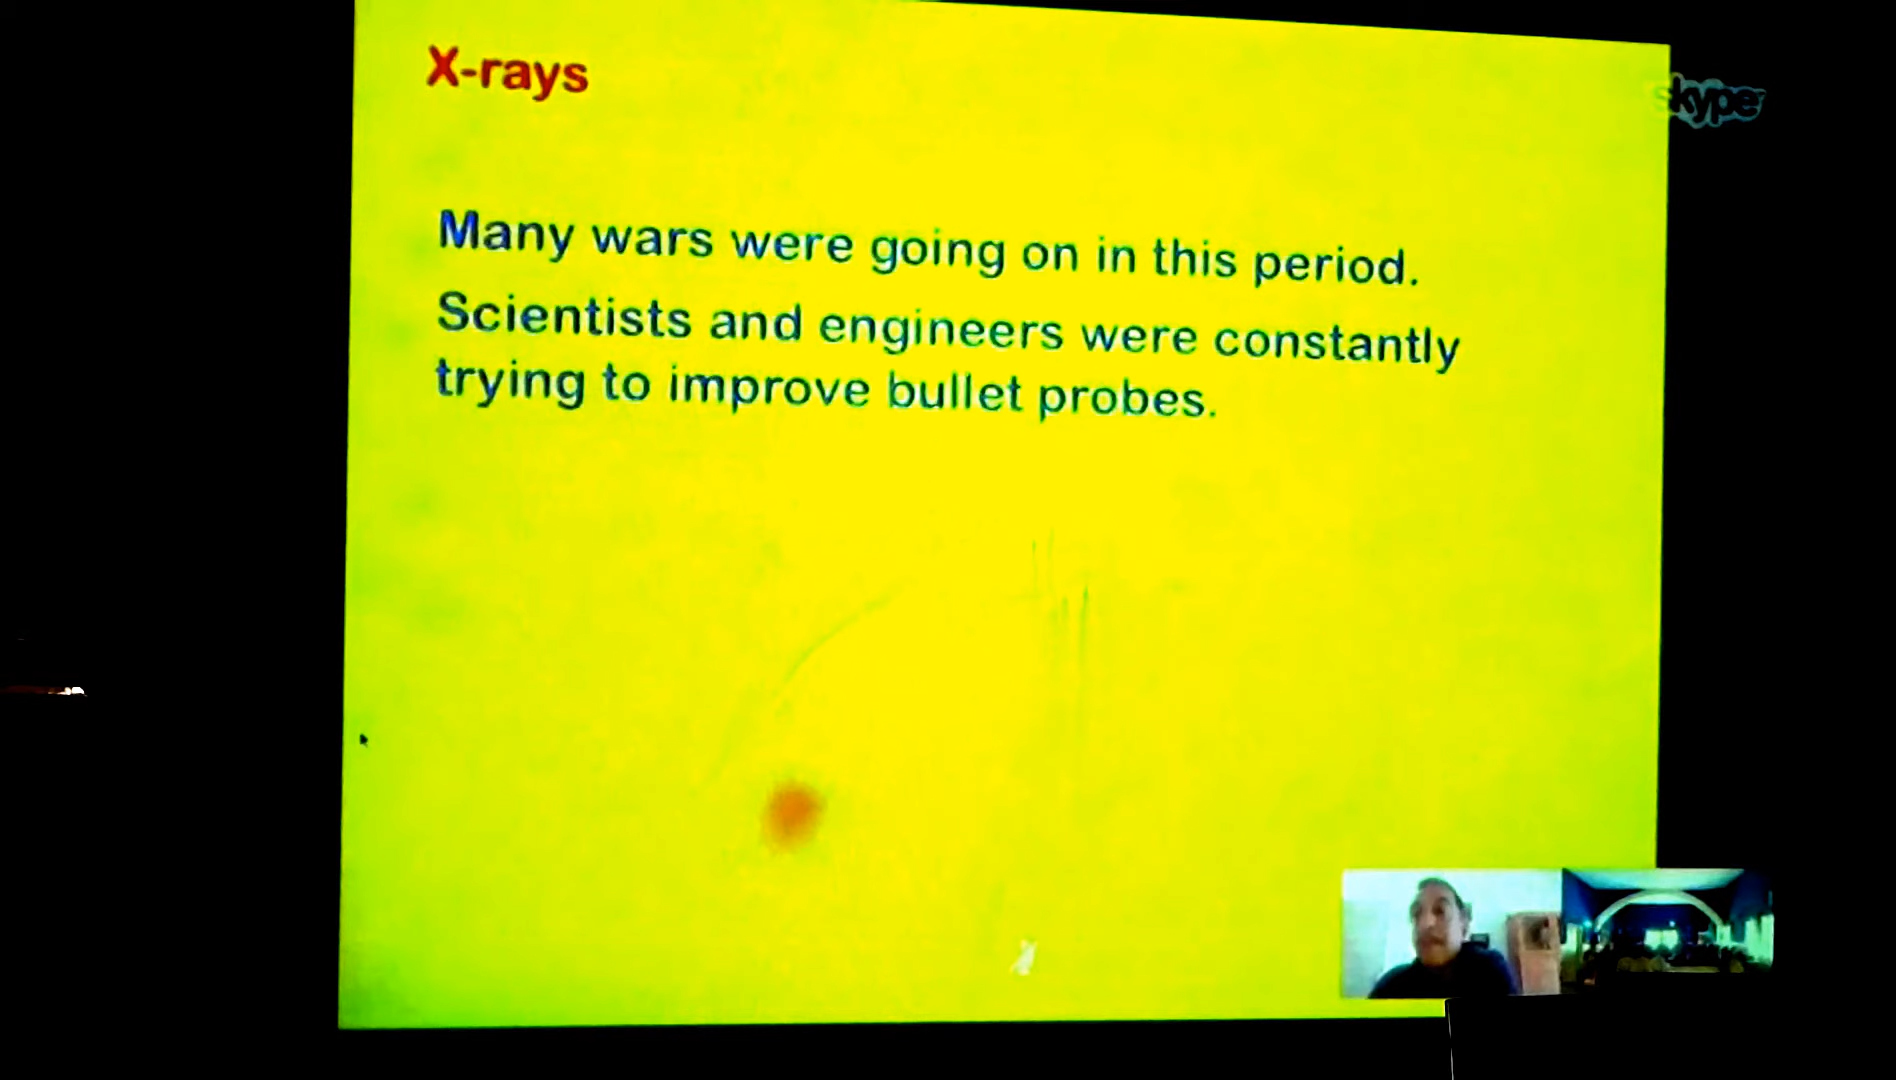 X-rays
skype
Many wars were going on in this period.
Scientists and engineers were constantly
trying to improve bullet probes.